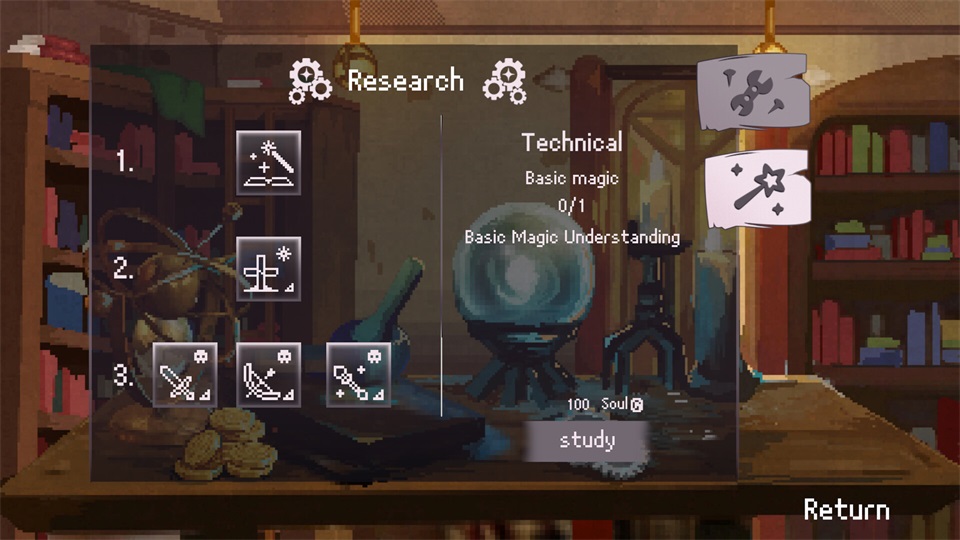 Research
1.
2.
3.
Technical
Basic magic
0/1
Basic Magic Understanding
100 Soul
study
Return